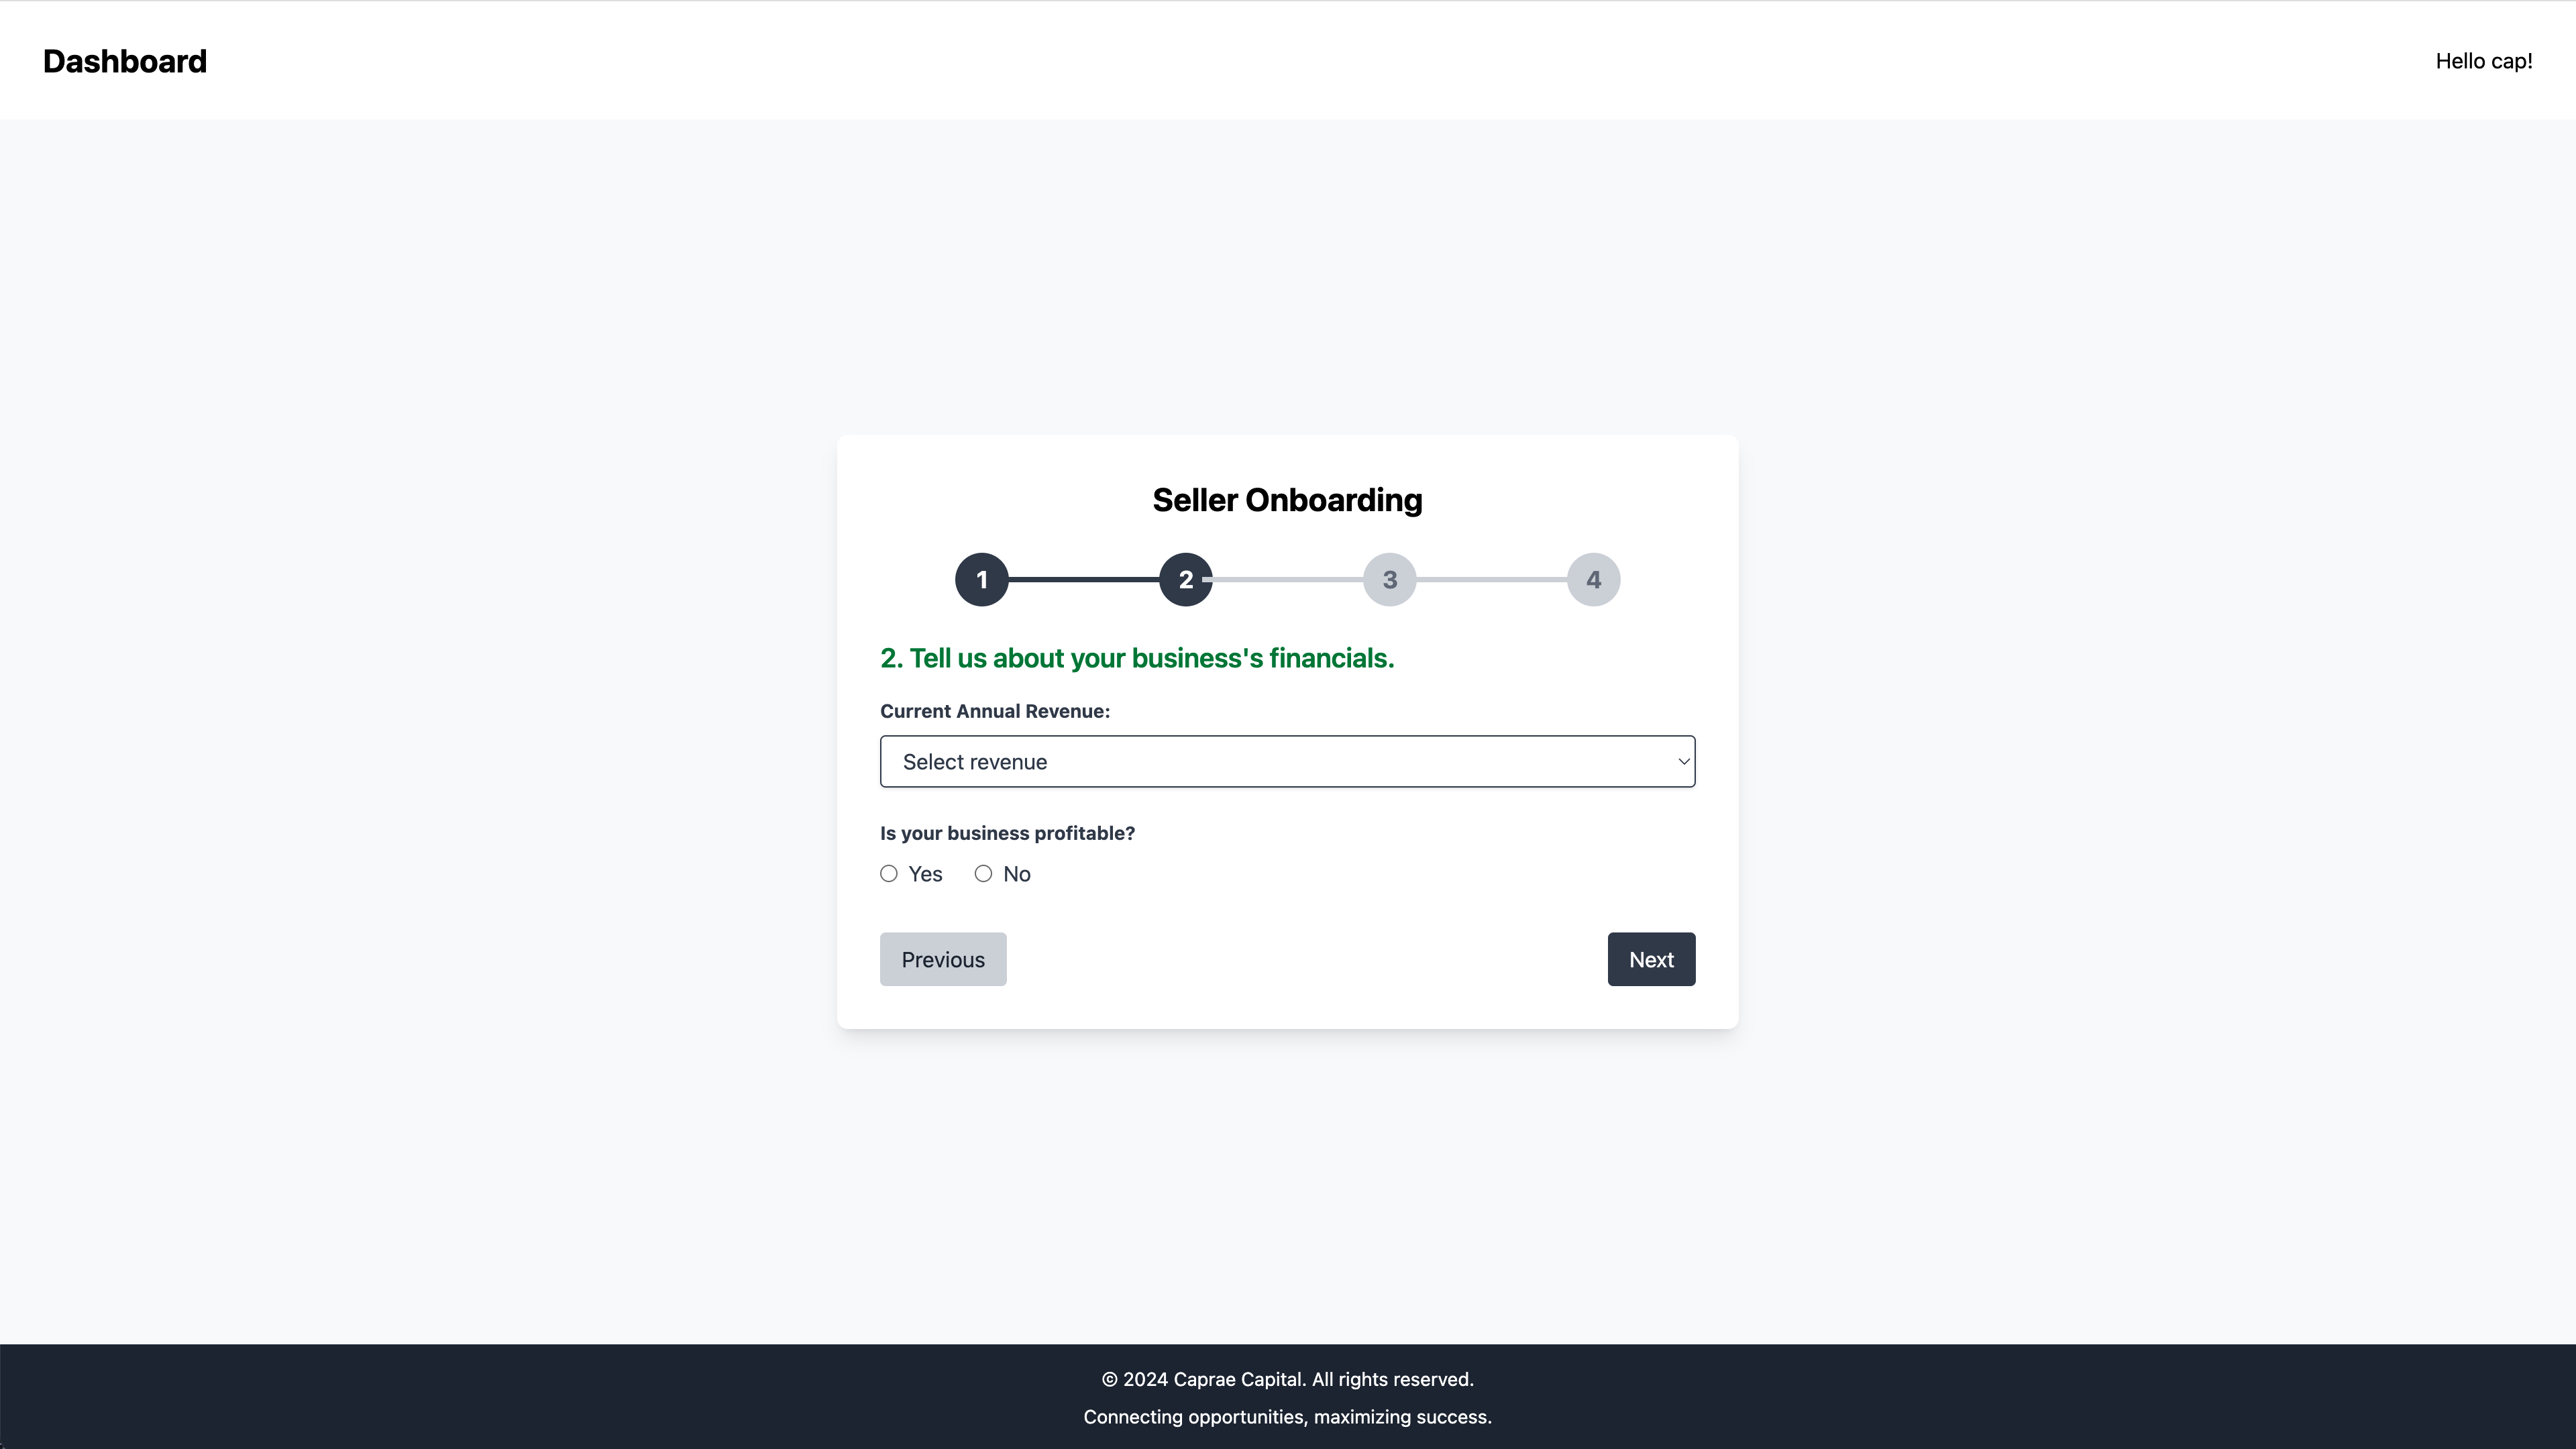 Dashboard
Hello cap!
Seller Onboarding
1 2 3 4
2. Tell us about your business's financials.
Current Annual Revenue:
Select revenue
Is your business profitable?
Yes No
Previous Next
© 2024 Caprae Capital. All rights reserved.
Connecting opportunities, maximizing success.